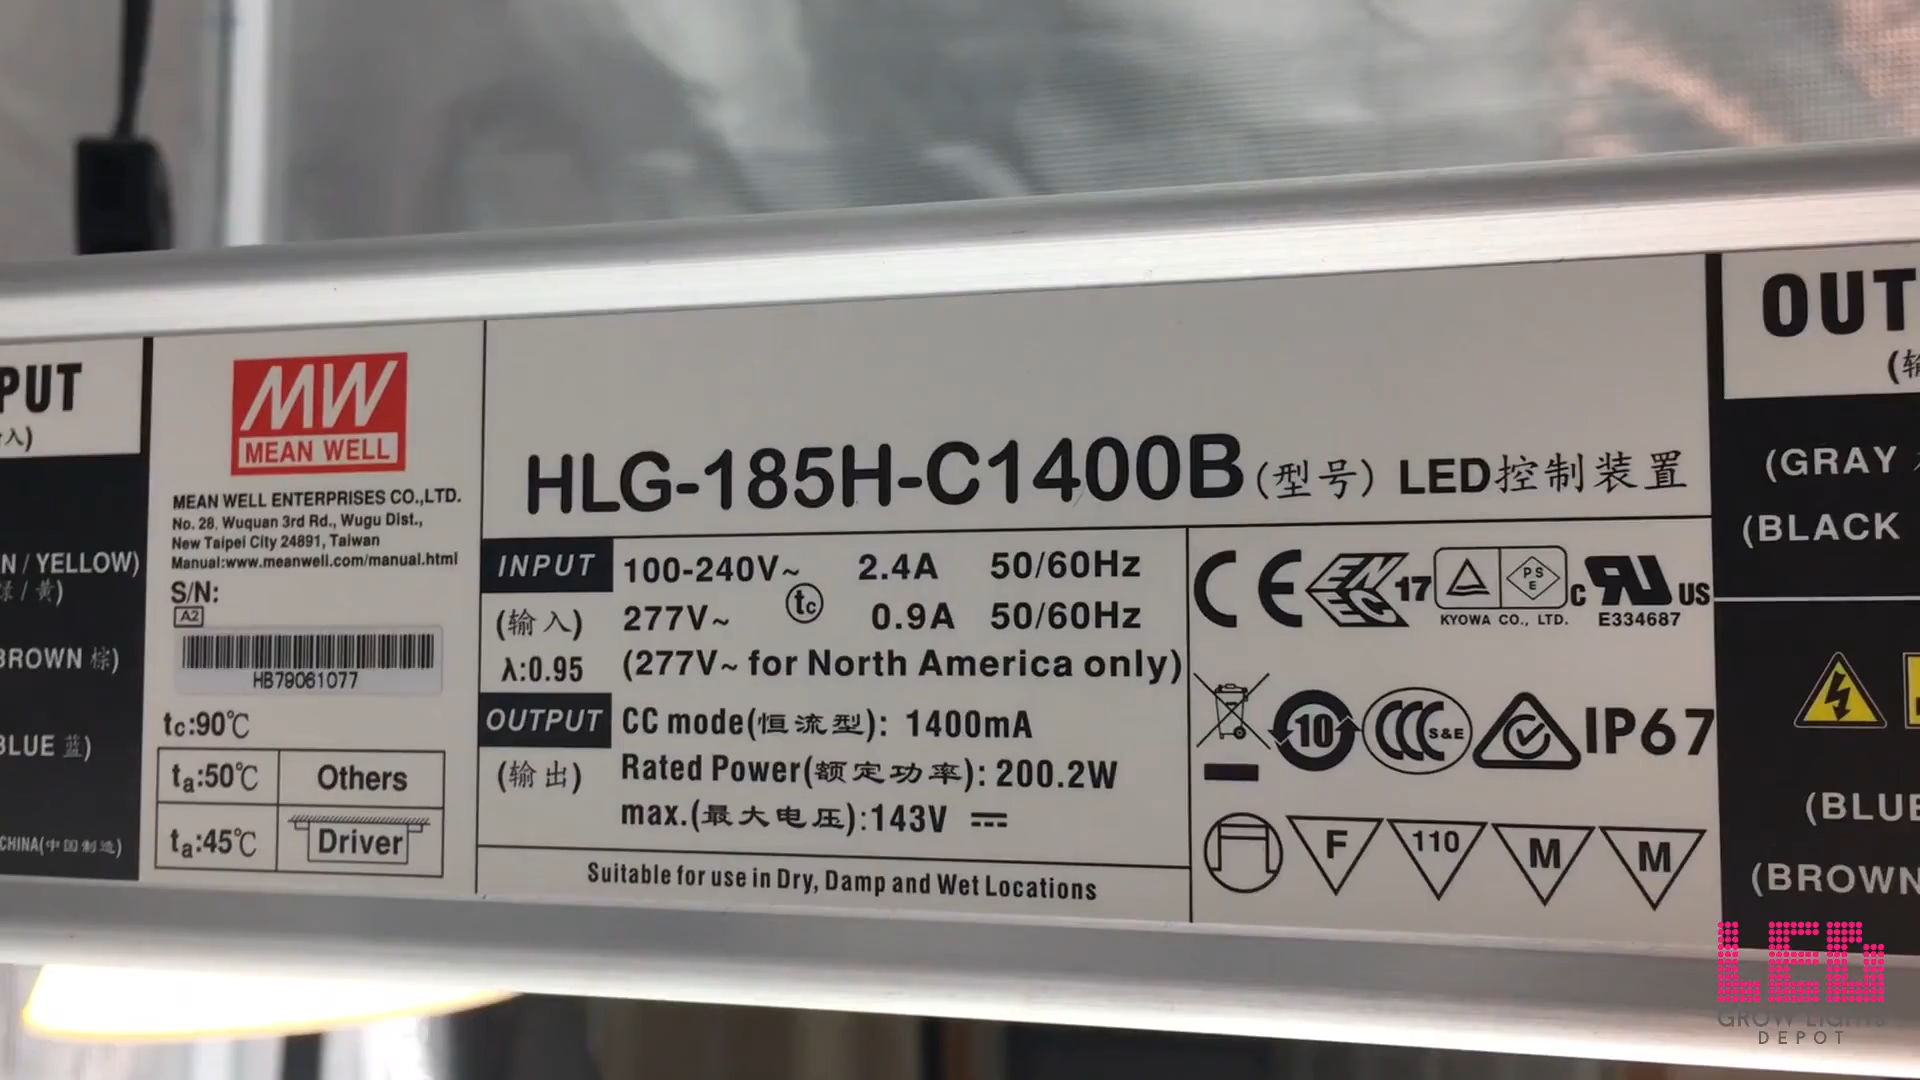 PUT
入)
N / YELLOW)
绿 / 黄)
BROWN 棕)
BLUE 蓝)
CHINA(中国制造)
MW
MEAN WELL
MEAN WELL ENTERPRISES CO.,LTD.
No. 28, Wuquan 3rd Rd., Wugu Dist.,
New Taipei City 24891, Taiwan
Manual:www.meanwell.com/manual.html
S/N:
A2
HB79061077
tc:90℃
ta:50℃ Others
ta:45℃ Driver
HLG-185H-C1400B(型号) LED控制装置
INPUT 100-240V~ 2.4A 50/60Hz
tc
(输入) 277V~ 0.9A 50/60Hz
λ:0.95 (277V~ for North America only)
OUTPUT CC mode(恒流型): 1400mA
(输出) Rated Power(额定功率): 200.2W
max.(最大电压):143V
Suitable for use in Dry, Damp and Wet Locations
CE ENEC 17 PSE c RU US
KYOWA CO., LTD. E334687
10 CCC S&E IP67
F 110 M M
OUT
(输
(GRAY
(BLACK
(BLUE
(BROWN
LED
GROW LIGHTS
DEPOT